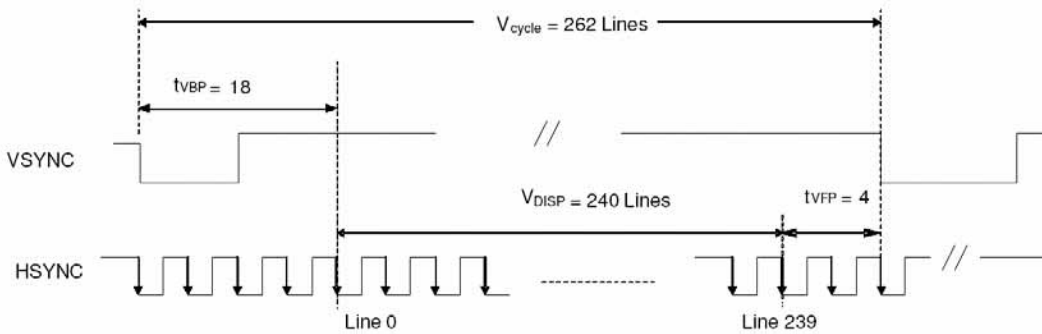 Vcycle = 262 Lines
tVBP = 18
VSYNC
//
VDISP = 240 Lines
tVFP = 4
HSYNC
//
Line 0
Line 239